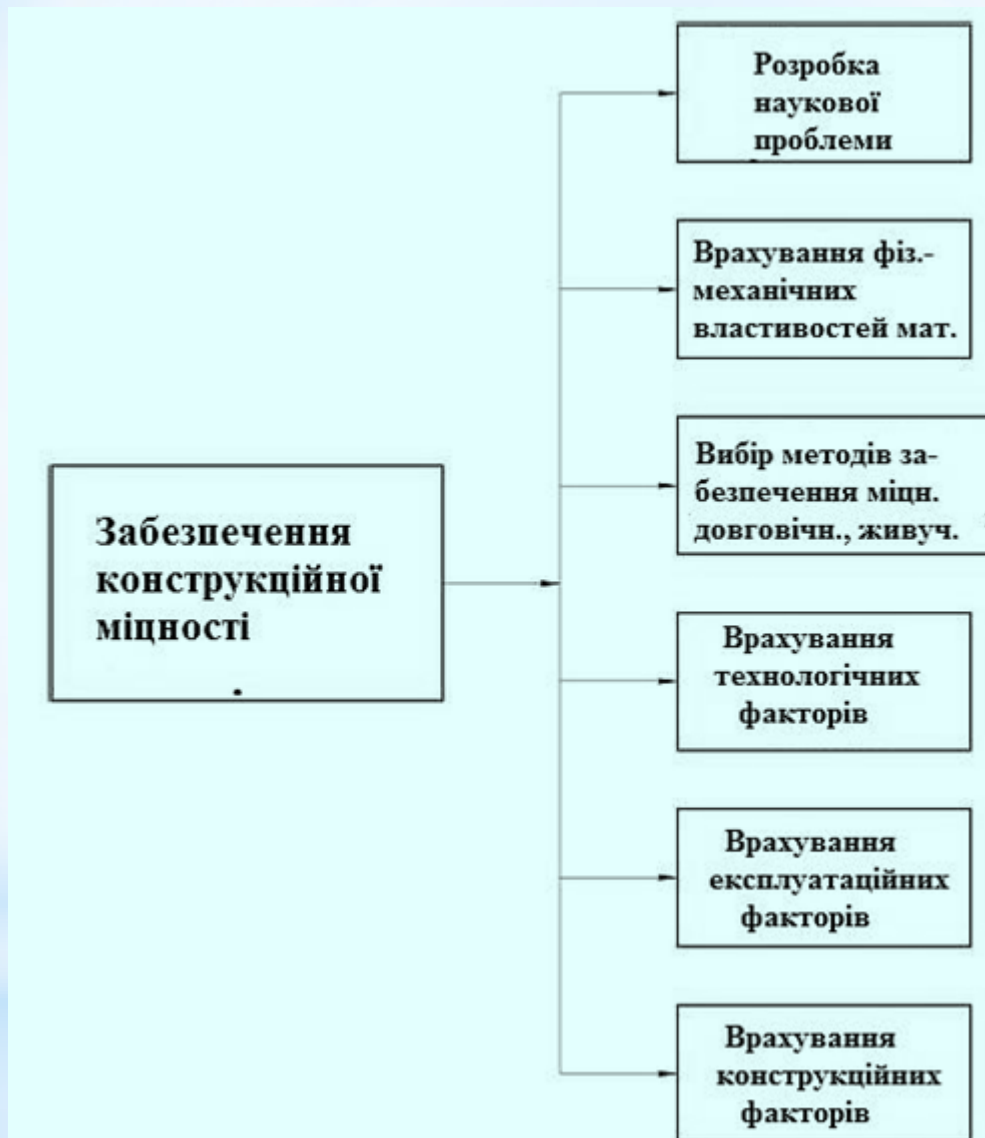 Розробка
наукової
проблеми
Врахування фіз.-
механічних
властивостей мат.
Вибір методів за-
безпечення міцн.
довговічн., живуч.
Забезпечення
конструкційної
міцності
.
Врахування
технологічних
факторів
Врахування
експлуатаційних
факторів
Врахування
конструкційних
факторів